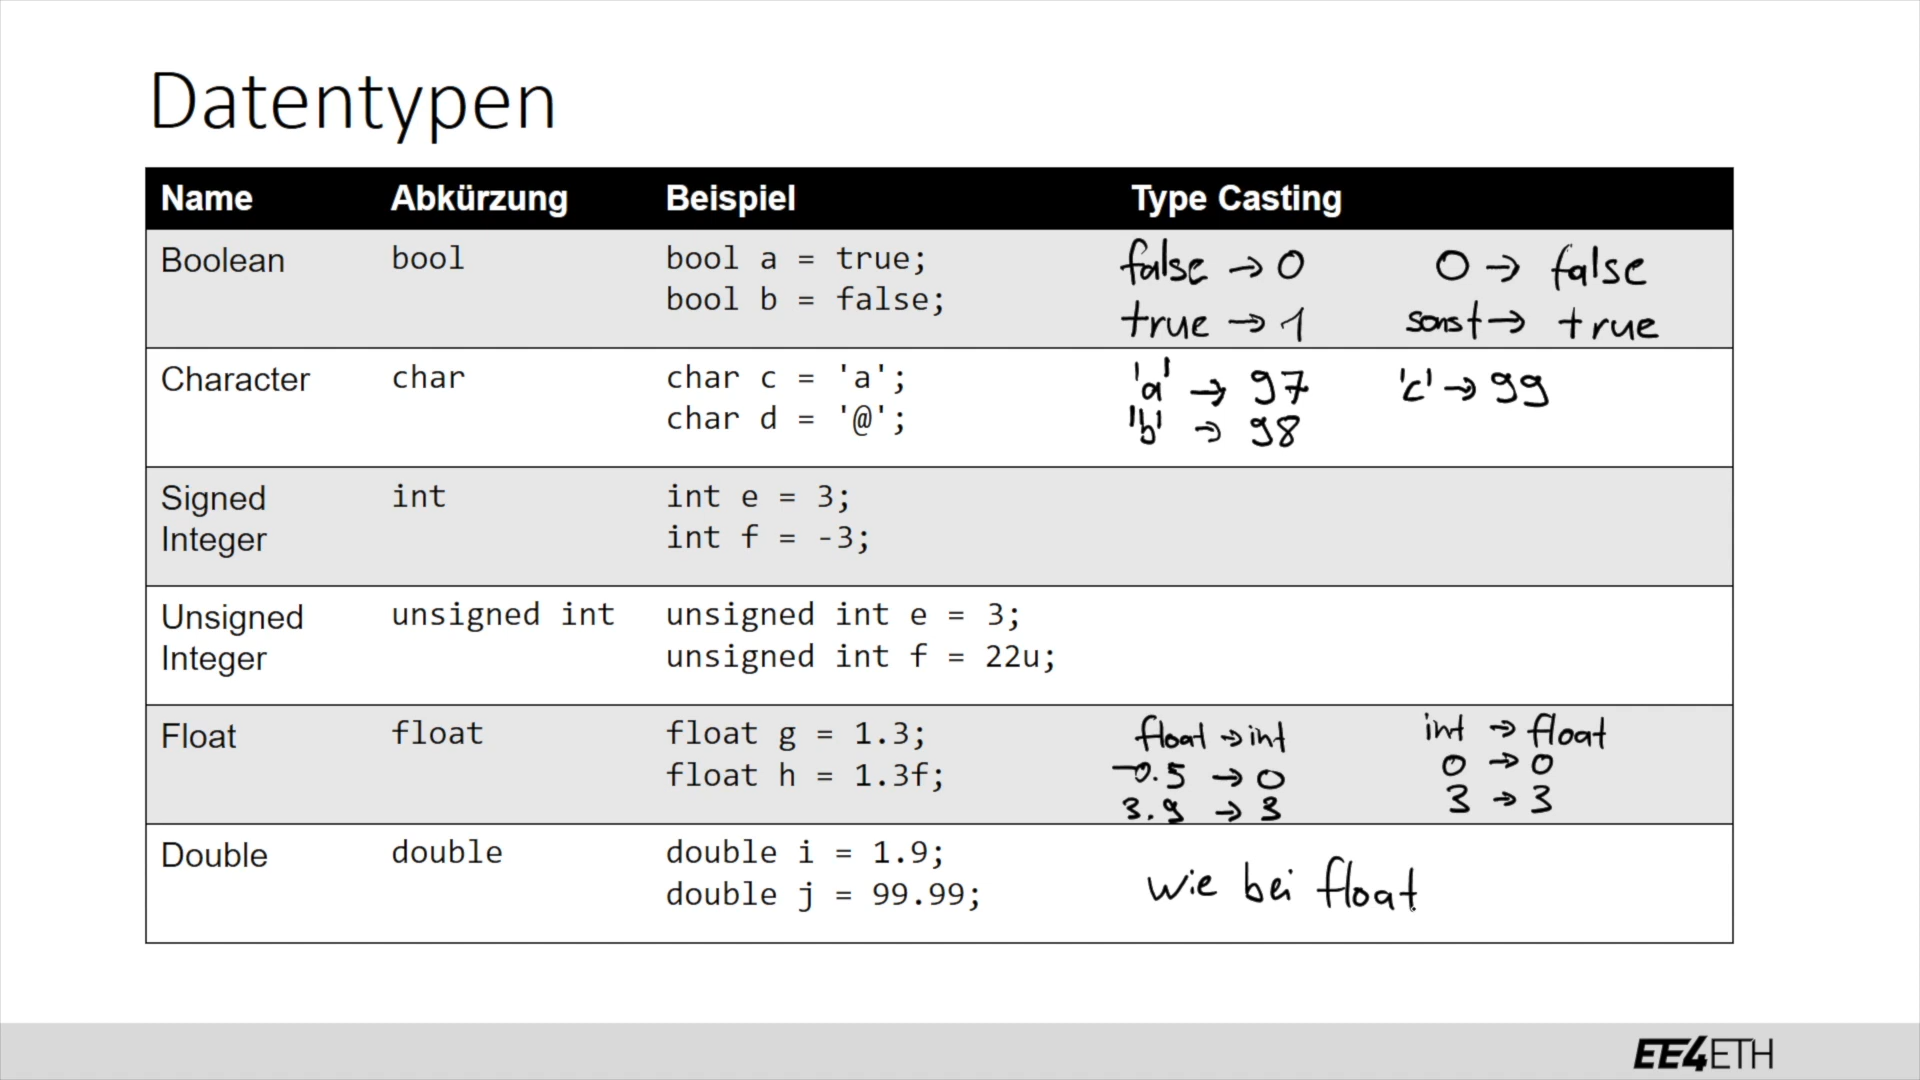 Datentypen
Name Abkürzung Beispiel Type Casting
Boolean bool bool a = true; false → 0 0 → false
bool b = false; true → 1 sonst → true
Character char char c = 'a'; 'a' → 97 'c' → 99
char d = '@'; 'b' → 98
Signed int int e = 3;
Integer int f = -3;
Unsigned unsigned int unsigned int e = 3;
Integer unsigned int f = 22u;
Float float float g = 1.3; float → int int → float
float h = 1.3f; -0.5 → 0 0 → 0
3.9 → 3 3 → 3
Double double double i = 1.9; wie bei float
double j = 99.99;
EE4ETH